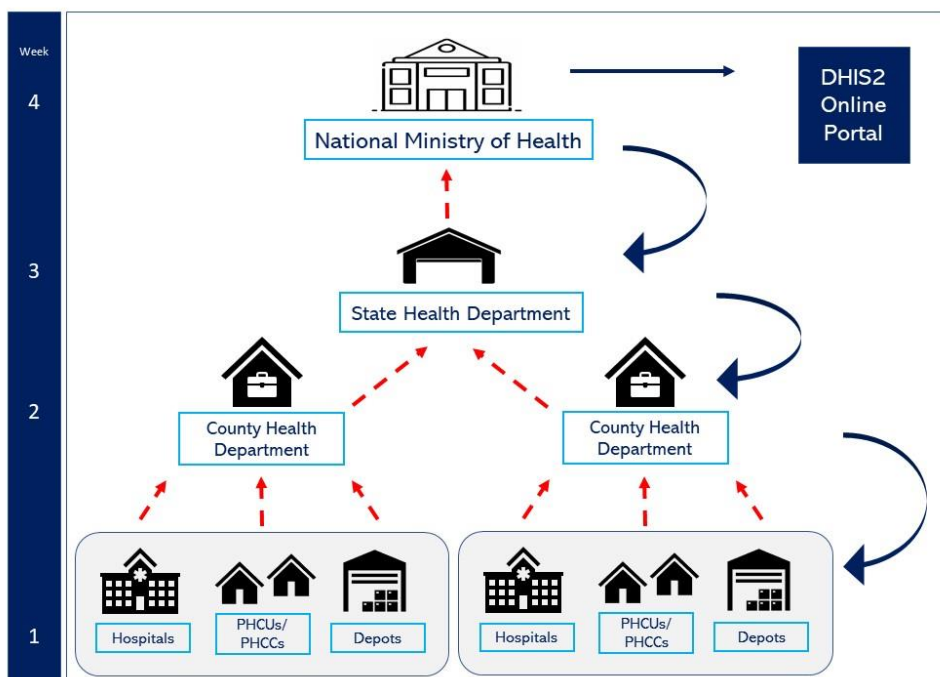 Week
4
DHIS2
Online
Portal
National Ministry of Health
3
State Health Department
2
County Health
Department
County Health
Department
1
Hospitals
PHCUs/
PHCCs
Depots
Hospitals
PHCUs/
PHCCs
Depots